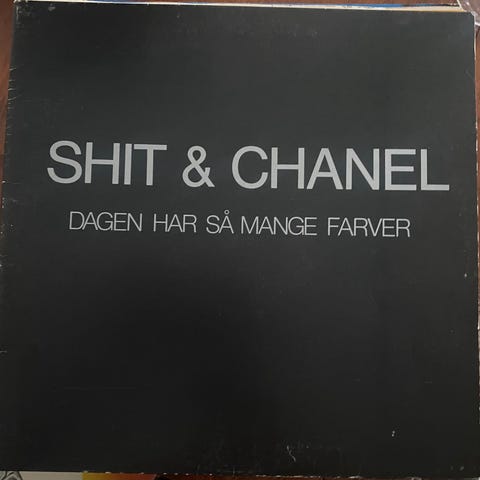 SHIT & CHANEL
DAGEN HAR SÅ MANGE FARVER